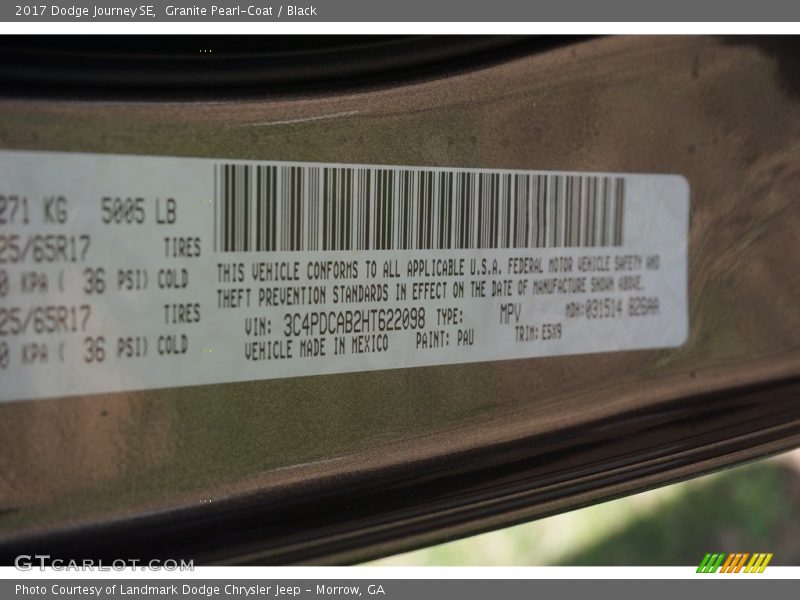 2017 Dodge Journey SE,  Granite Pearl-Coat / Black
271 KG   5005 LB
25/65R17   TIRES
0 KPA ( 36 PSI) COLD
25/65R17   TIRES
0 KPA ( 36 PSI) COLD
THIS VEHICLE CONFORMS TO ALL APPLICABLE U.S.A. FEDERAL MOTOR VEHICLE SAFETY AND
THEFT PREVENTION STANDARDS IN EFFECT ON THE DATE OF MANUFACTURE SHOWN ABOVE.
VIN: 3C4PDCAB2HT622098 TYPE:   MPV   MDH:031514 826AA
VEHICLE MADE IN MEXICO   PAINT: PAU   TRIM:E5X9
GTCARLOT.COM
Photo Courtesy of Landmark Dodge Chrysler Jeep - Morrow, GA